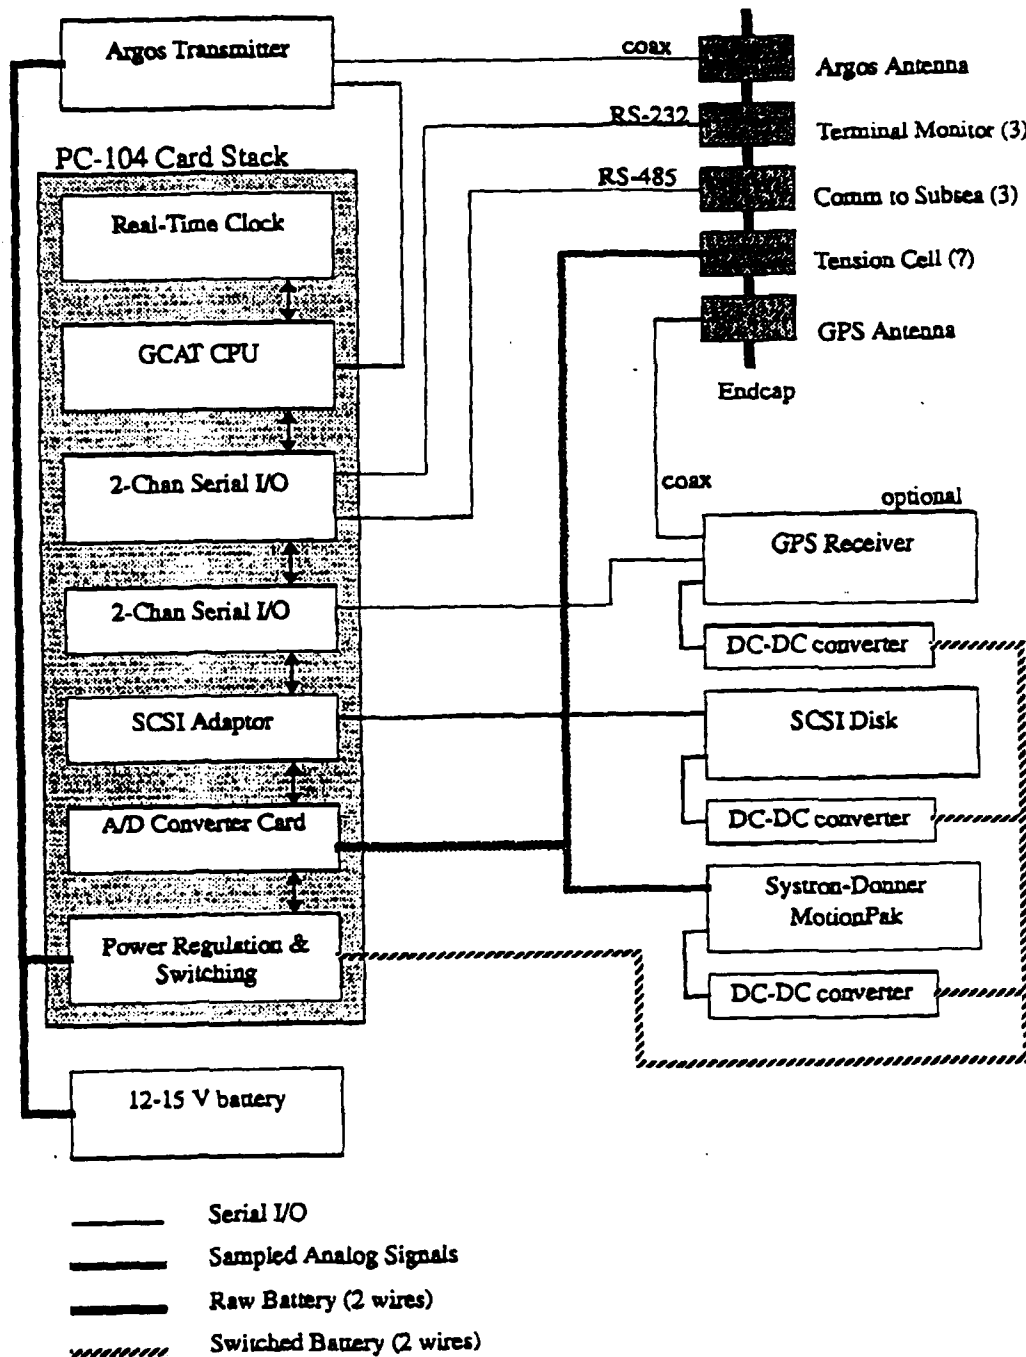 Argos Transmitter
coax
Argos Antenna
RS-232
Terminal Monitor (3)
PC-104 Card Stack
RS-485
Comm to Subsea (3)
Real-Time Clock
Tension Cell (?)
GPS Antenna
GCAT CPU
Endcap
2-Chan Serial I/O
coax
optional
GPS Receiver
2-Chan Serial I/O
DC-DC converter
SCSI Adaptor
SCSI Disk
A/D Converter Card
DC-DC converter
Systron-Donner
MotionPak
Power Regulation &
Switching
DC-DC converter
12-15 V battery
Serial I/O
Sampled Analog Signals
Raw Battery (2 wires)
Switched Battery (2 wires)